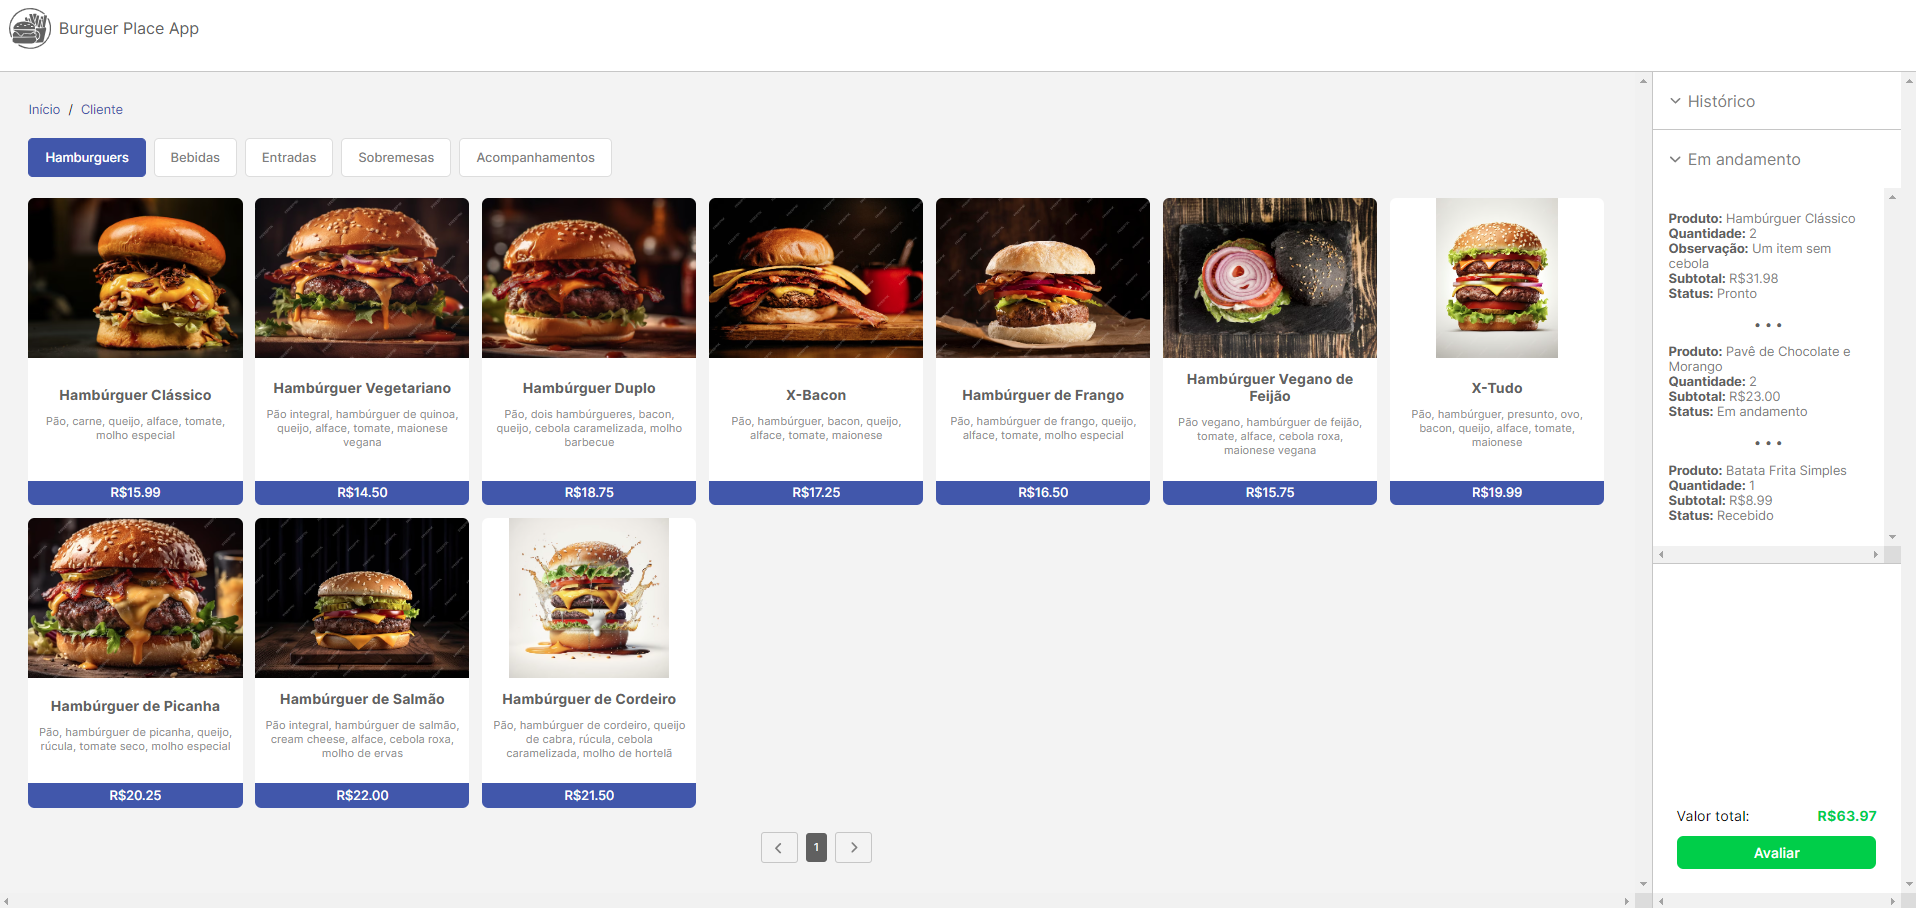 Burguer Place App
Início / Cliente
Hamburguers
Bebidas
Entradas
Sobremesas
Acompanhamentos
Hambúrguer Clássico
Pão, carne, queijo, alface, tomate,
molho especial
R$15.99
Hambúrguer Vegetariano
Pão integral, hambúrguer de quinoa,
queijo, alface, tomate, maionese
vegana
R$14.50
Hambúrguer Duplo
Pão, dois hambúrgueres, bacon,
queijo, cebola caramelizada, molho
barbecue
R$18.75
X-Bacon
Pão, hambúrguer, bacon, queijo,
alface, tomate, maionese
R$17.25
Hambúrguer de Frango
Pão, hambúrguer de frango, queijo,
alface, tomate, molho especial
R$16.50
Hambúrguer Vegano de
Feijão
Pão vegano, hambúrguer de feijão,
tomate, alface, cebola roxa,
maionese vegana
R$15.75
X-Tudo
Pão, hambúrguer, presunto, ovo,
bacon, queijo, alface, tomate,
maionese
R$19.99
Hambúrguer de Picanha
Pão, hambúrguer de picanha, queijo,
rúcula, tomate seco, molho especial
R$20.25
Hambúrguer de Salmão
Pão integral, hambúrguer de salmão,
cream cheese, alface, cebola roxa,
molho de ervas
R$22.00
Hambúrguer de Cordeiro
Pão, hambúrguer de cordeiro, queijo
de cabra, rúcula, cebola
caramelizada, molho de hortelã
R$21.50
1
Histórico
Em andamento
Produto: Hambúrguer Clássico
Quantidade: 2
Observação: Um item sem
cebola
Subtotal: R$31.98
Status: Pronto
• • •
Produto: Pavê de Chocolate e
Morango
Quantidade: 2
Subtotal: R$23.00
Status: Em andamento
• • •
Produto: Batata Frita Simples
Quantidade: 1
Subtotal: R$8.99
Status: Recebido
Valor total: R$63.97
Avaliar